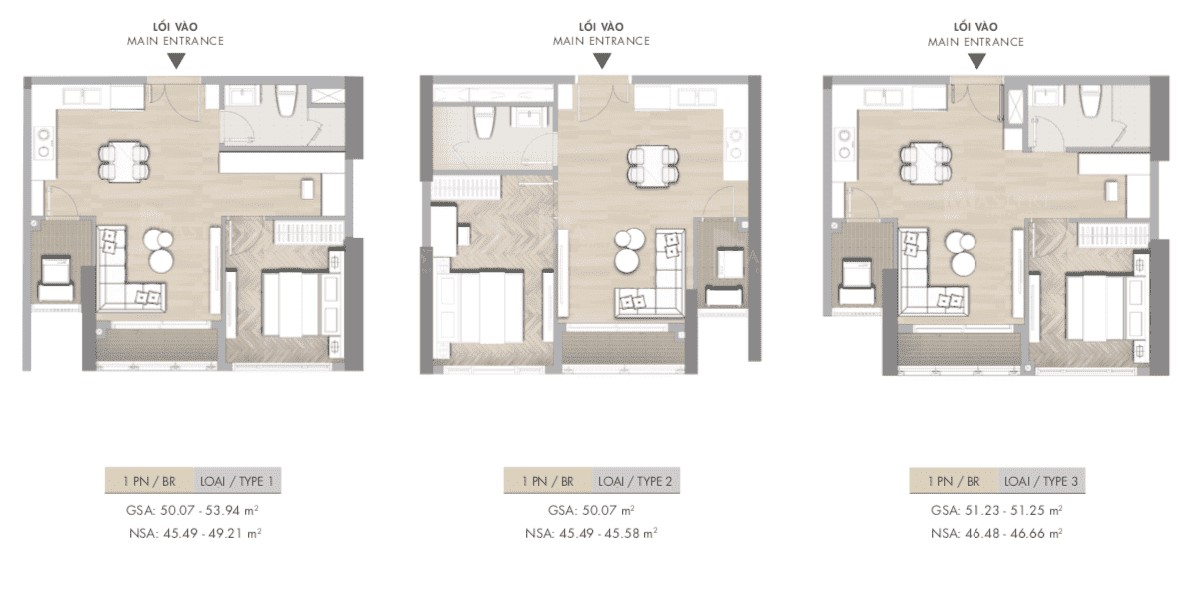 LỐI VÀO
MAIN ENTRANCE
LỐI VÀO
MAIN ENTRANCE
LỐI VÀO
MAIN ENTRANCE
1 PN / BR LOẠI / TYPE 1
GSA: 50.07 - 53.94 m²
NSA: 45.49 - 49.21 m²
1 PN / BR LOẠI / TYPE 2
GSA: 50.07 m²
NSA: 45.49 - 45.58 m²
1 PN / BR LOẠI / TYPE 3
GSA: 51.23 - 51.25 m²
NSA: 46.48 - 46.66 m²